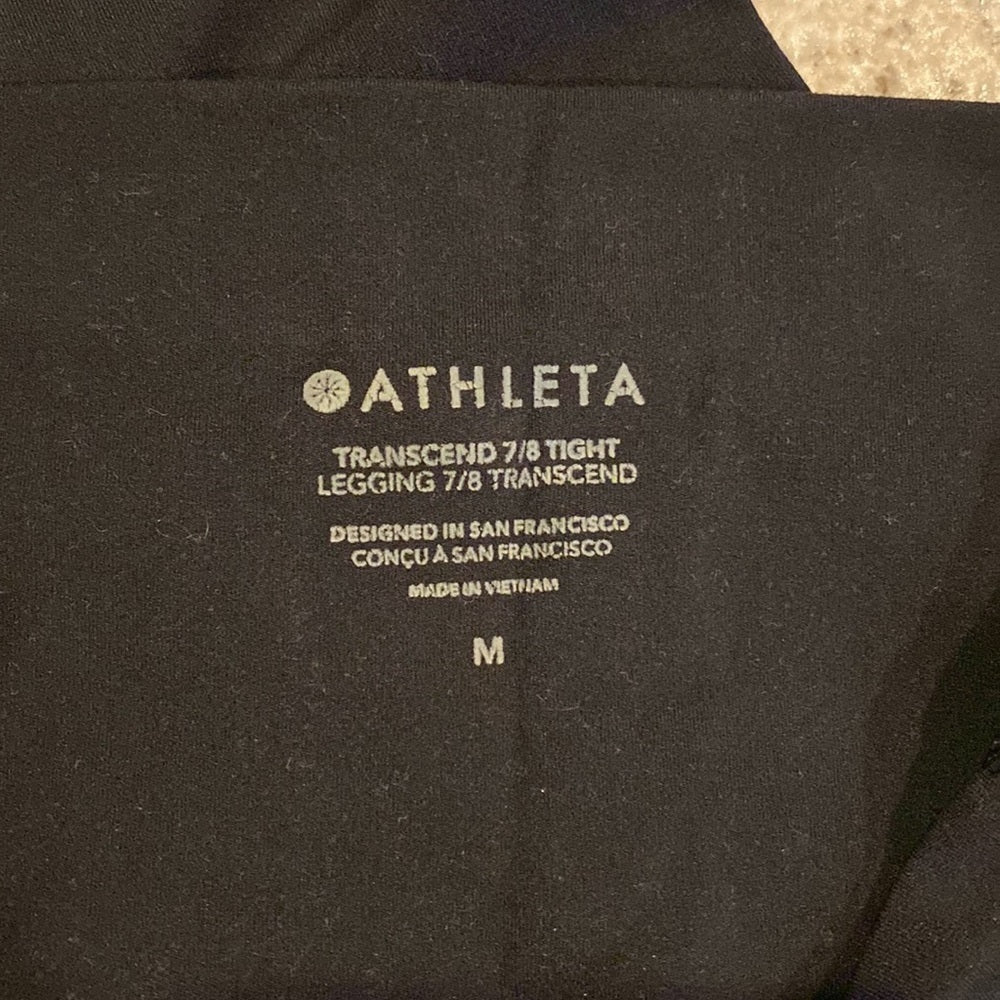 ATHLETA
TRANSCEND 7/8 TIGHT
LEGGING 7/8 TRANSCEND
DESIGNED IN SAN FRANCISCO
CONÇU À SAN FRANCISCO
MADE IN VIETNAM
M